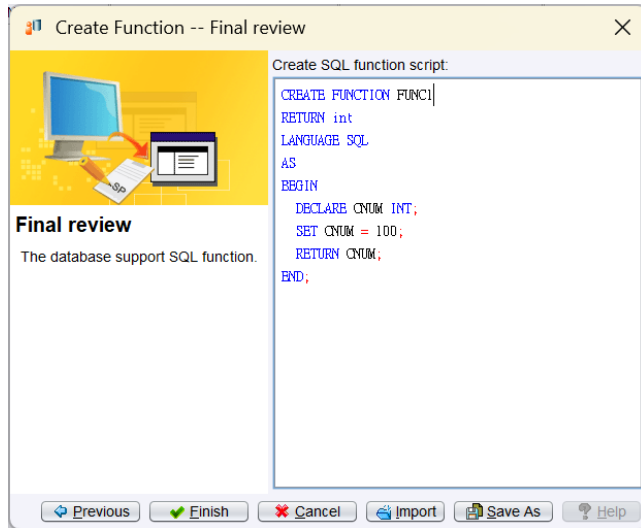 Create Function -- Final review
Create SQL function script:
CREATE FUNCTION FUNC1
RETURN int
LANGUAGE SQL
AS
BEGIN
DECLARE CNUM INT;
SET CNUM = 100;
RETURN CNUM;
END;
SP
Final review
The database support SQL function.
Previous
Finish
Cancel
Import
Save As
Help